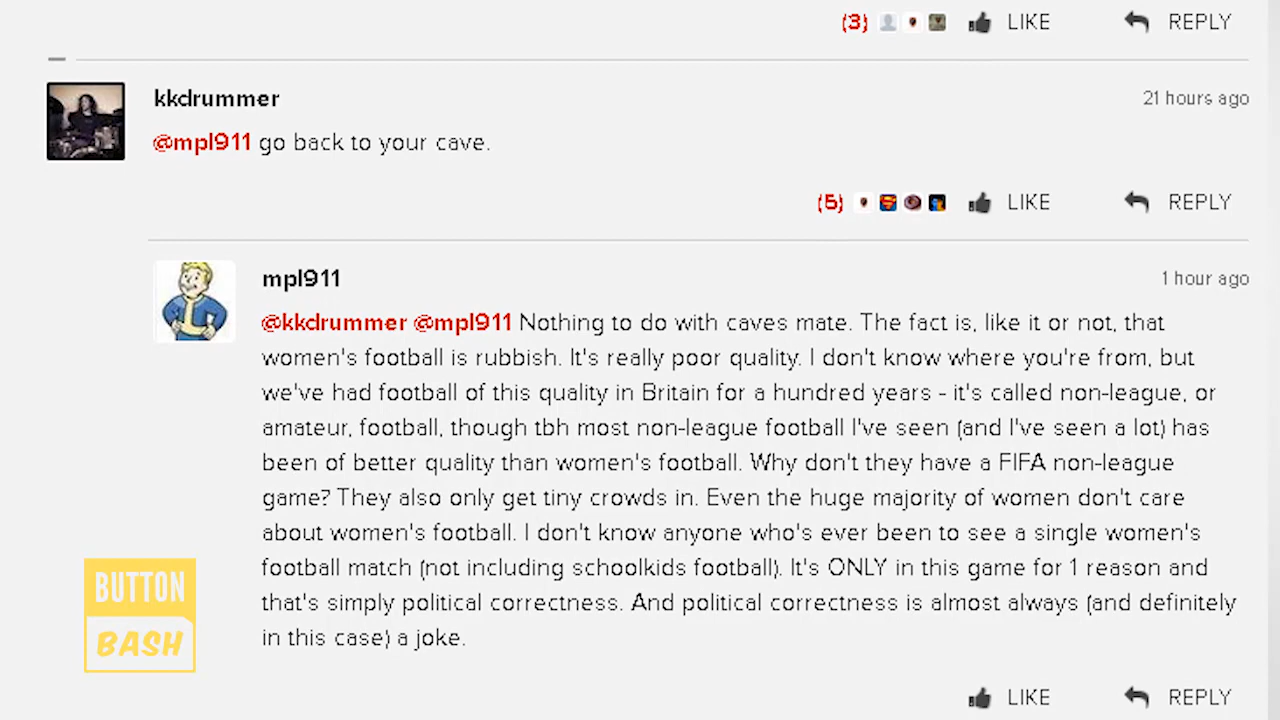 (3) LIKE REPLY
kkdrummer 21 hours ago
@mpl911 go back to your cave.
(5) LIKE REPLY
mpl911 1 hour ago
@kkdrummer @mpl911 Nothing to do with caves mate. The fact is, like it or not, that
women's football is rubbish. It's really poor quality. I don't know where you're from, but
we've had football of this quality in Britain for a hundred years - it's called non-league, or
amateur, football, though tbh most non-league football I've seen (and I've seen a lot) has
been of better quality than women's football. Why don't they have a FIFA non-league
game? They also only get tiny crowds in. Even the huge majority of women don't care
about women's football. I don't know anyone who's ever been to see a single women's
football match (not including schoolkids football). It's ONLY in this game for 1 reason and
that's simply political correctness. And political correctness is almost always (and definitely
in this case) a joke.
BUTTON
BASH
LIKE REPLY